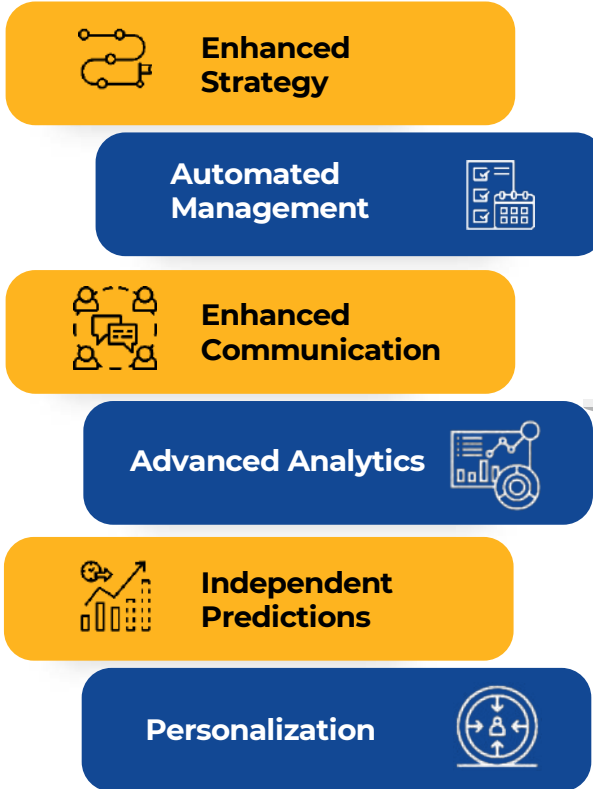 Enhanced
Strategy
Automated
Management
Enhanced
Communication
Advanced Analytics
Independent
Predictions
Personalization